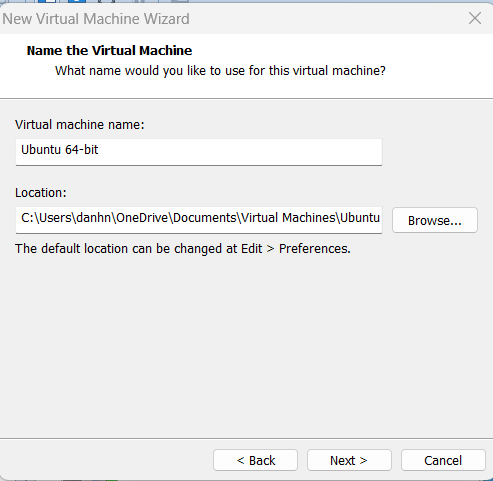 New Virtual Machine Wizard
Name the Virtual Machine
What name would you like to use for this virtual machine?
Virtual machine name:
Ubuntu 64-bit
Location:
C:\Users\danhn\OneDrive\Documents\Virtual Machines\Ubuntu
Browse...
The default location can be changed at Edit > Preferences.
< Back
Next >
Cancel